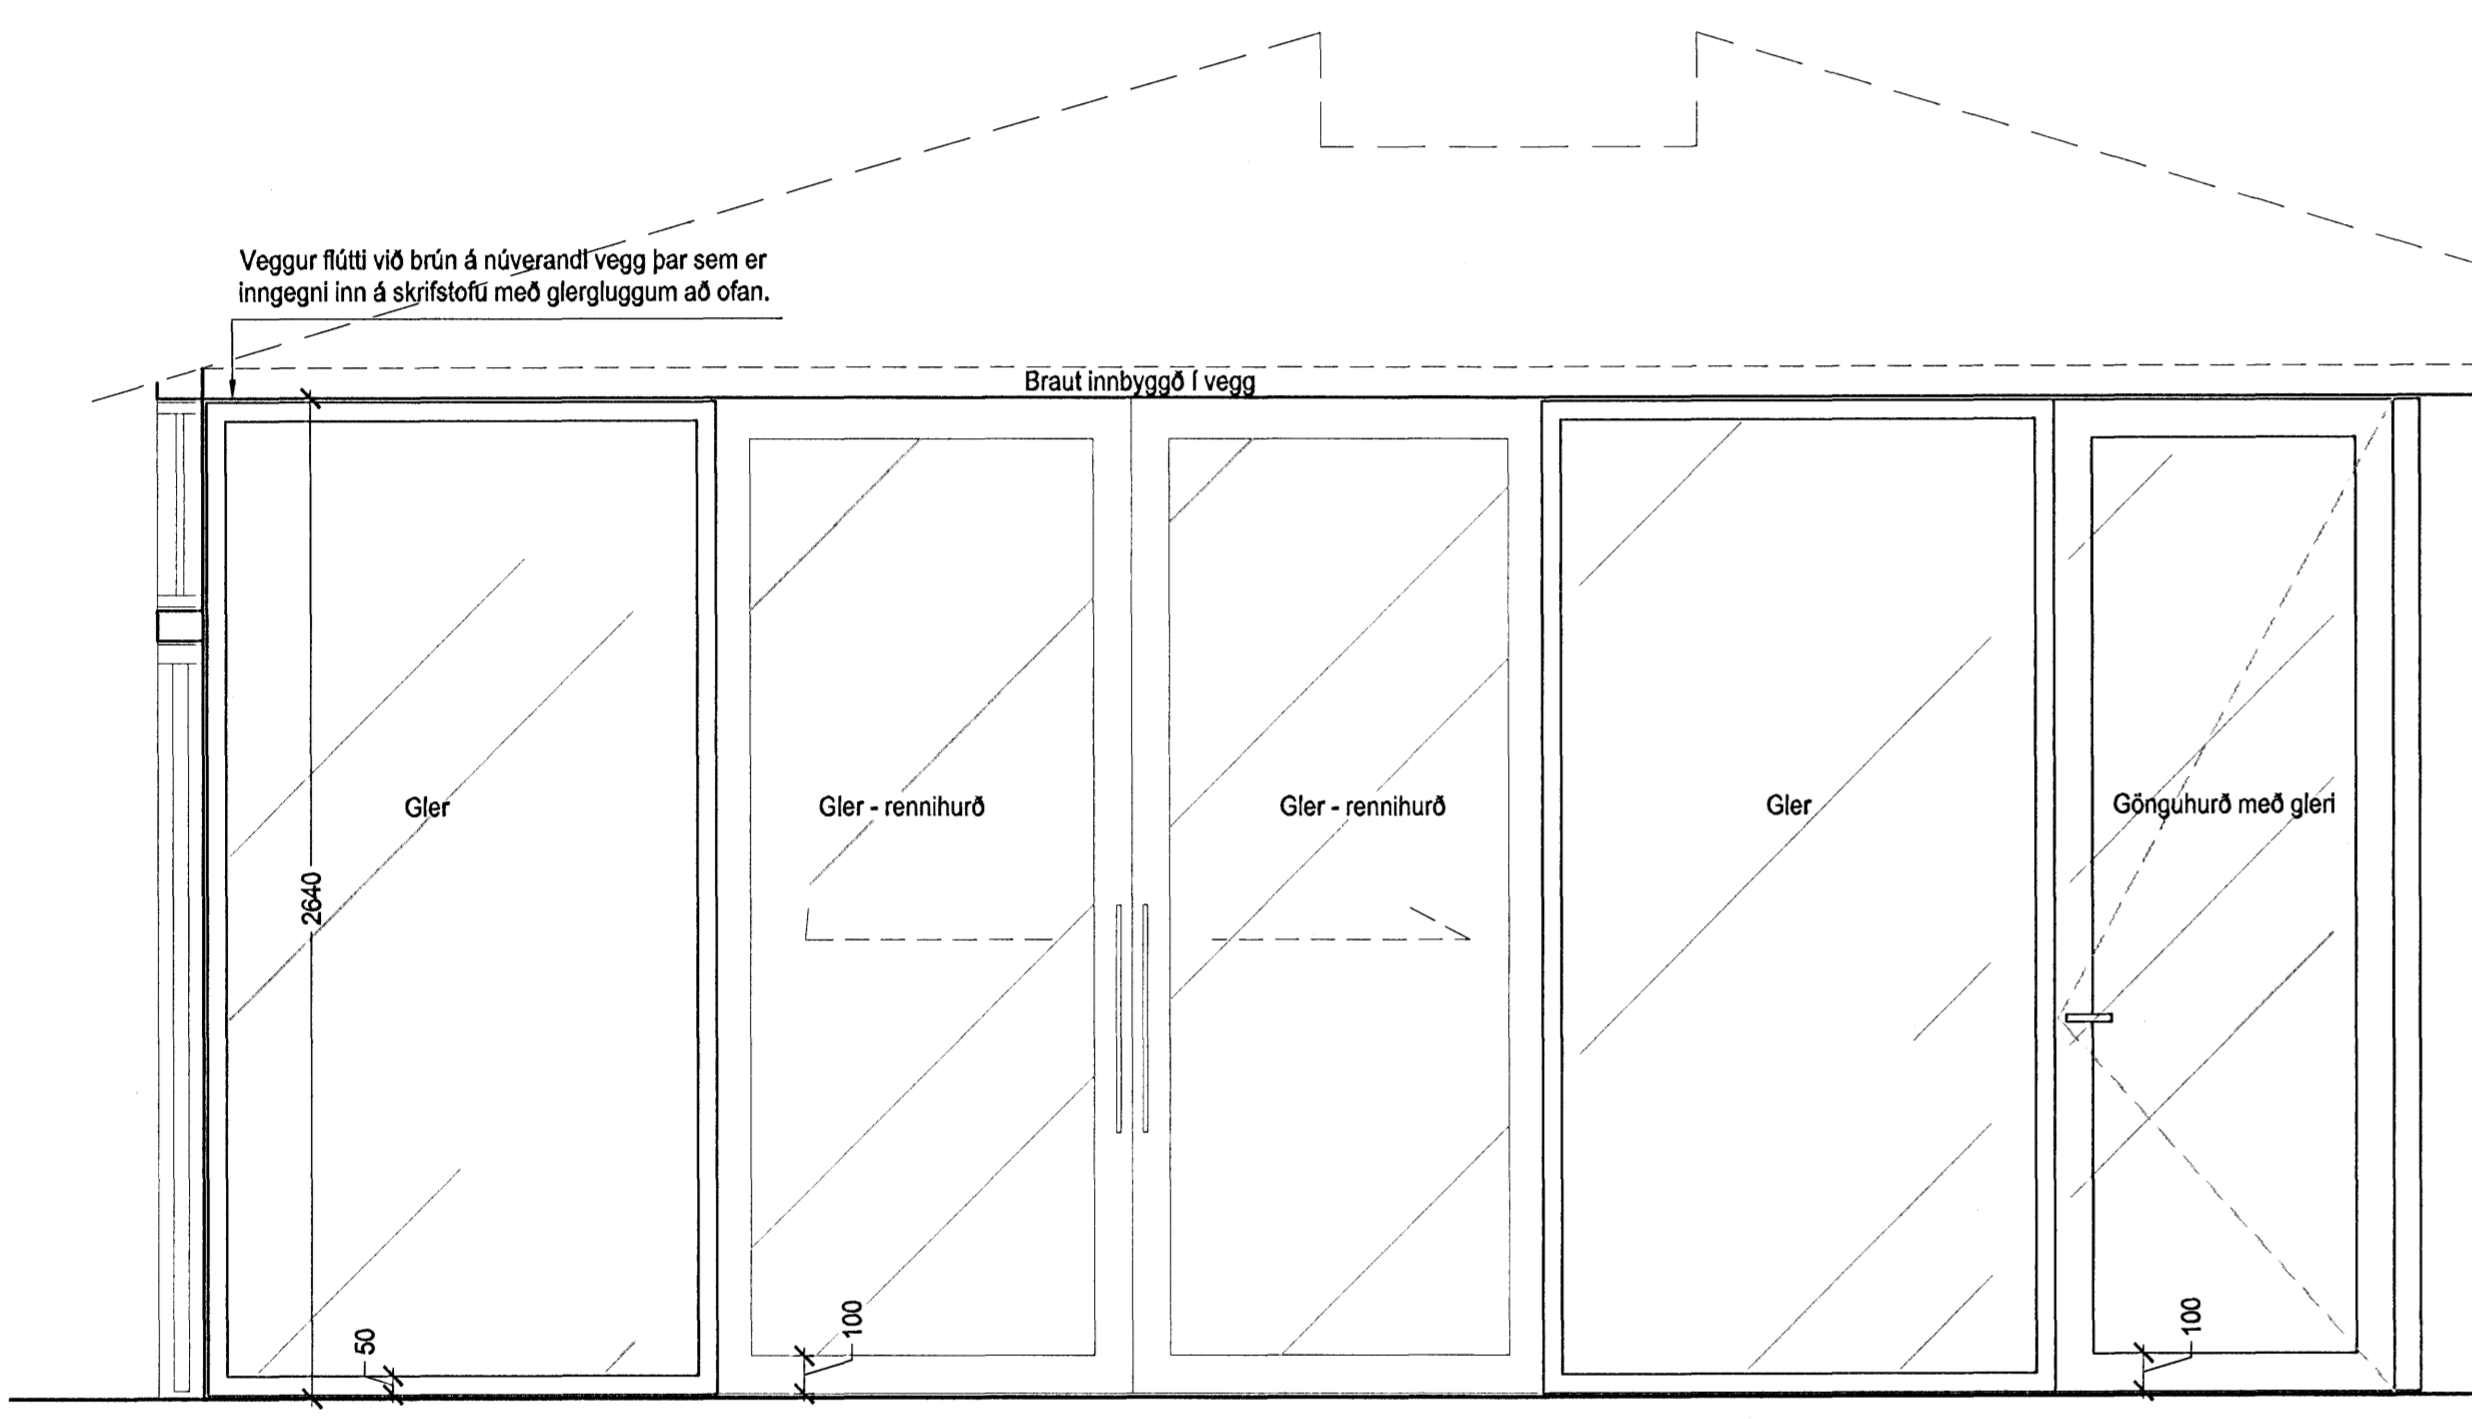 Veggur flútti við brún á núverandi vegg þar sem er
inngegni inn á skrifstofu með glergluggum að ofan.
Braut innbyggð í vegg
Gler
Gler - rennihurð
Gler - rennihurð
Gler
Gönguhurð með gleri
2640
50
100
100